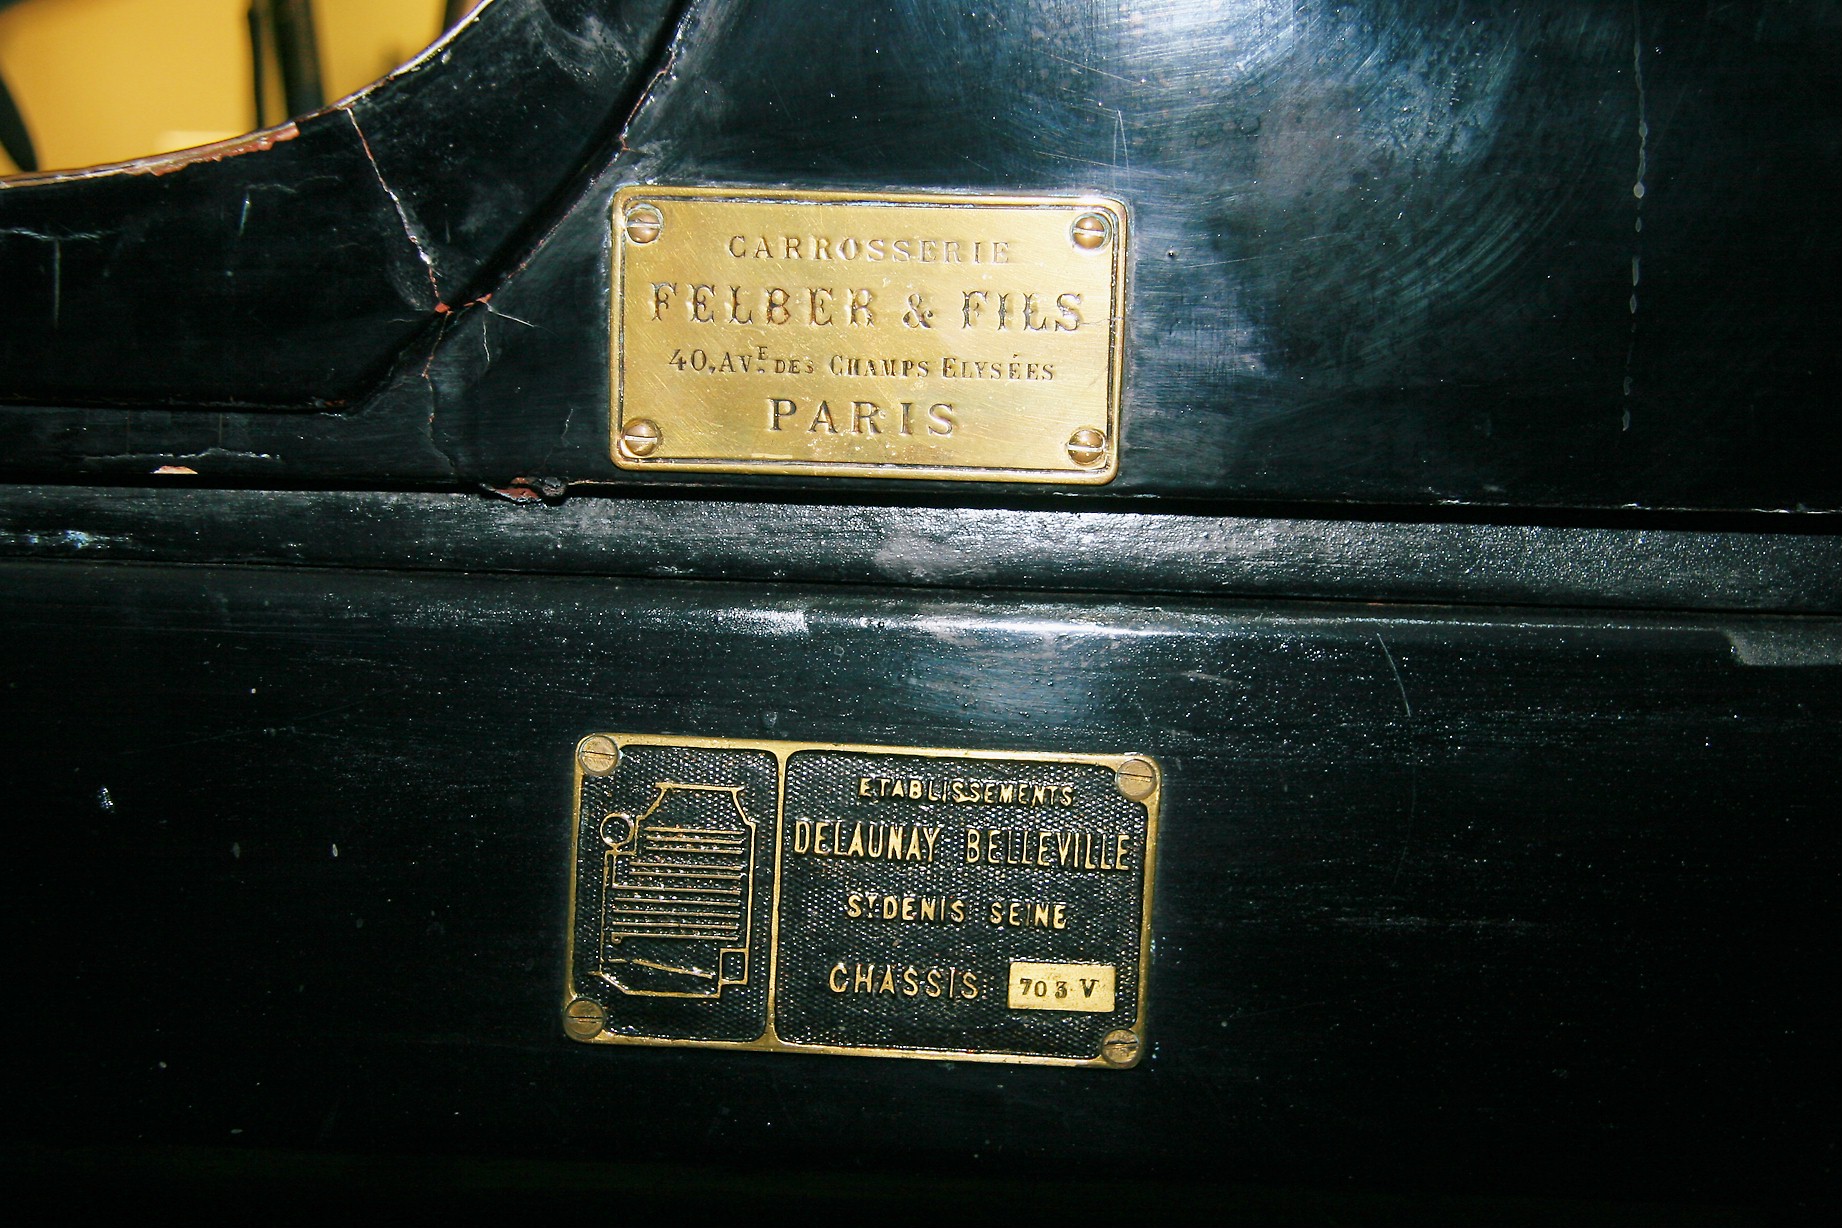 CARROSSERIE
FELBER & FILS
40, AVE DES CHAMPS ELYSÉES
PARIS
ETABLISSEMENTS
DELAUNAY BELLEVILLE
ST DENIS SEINE
CHASSIS 703 V